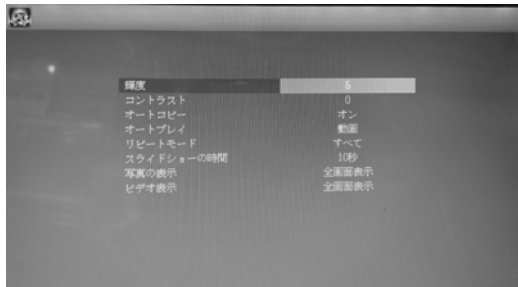 輝度 5
コントラスト 0
オートコピー オン
オートプレイ 動画
リピートモード すべて
スライドショーの時間 10秒
写真の表示 全画面表示
ビデオ表示 全画面表示